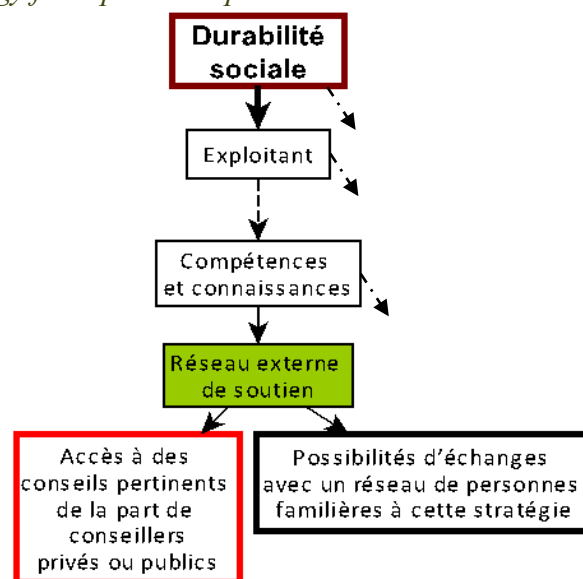 Durabilité
sociale
Exploitant
Compétences
et connaissances
Réseau externe
de soutien
Accès à des
conseils pertinents
de la part de
conseillers
privés ou publics
Possibilités d'échanges
avec un réseau de personnes
familières à cette stratégie